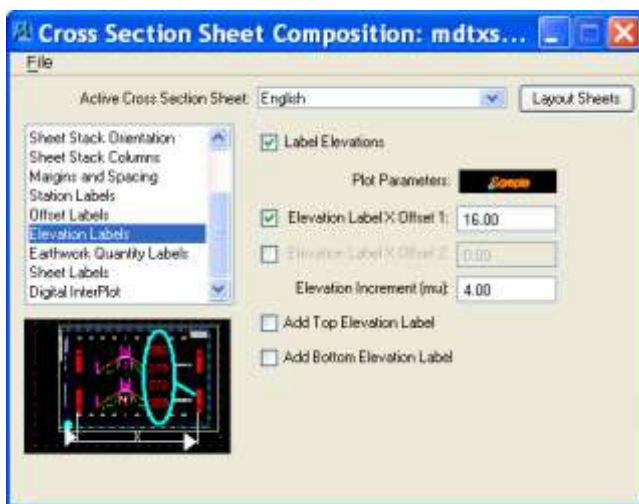 Cross Section Sheet Composition: mdtxs...
File
Active Cross Section Sheet: English
Layout Sheets
Sheet Stack Orientation
Sheet Stack Columns
Margins and Spacing
Station Labels
Offset Labels
Elevation Labels
Earthwork Quantity Labels
Sheet Labels
Digital InterPlot
Label Elevations
Plot Parameters: Sample
Elevation Label X Offset 1: 16.00
Elevation Label X Offset 2: 0.00
Elevation Increment (mu): 4.00
Add Top Elevation Label
Add Bottom Elevation Label
X